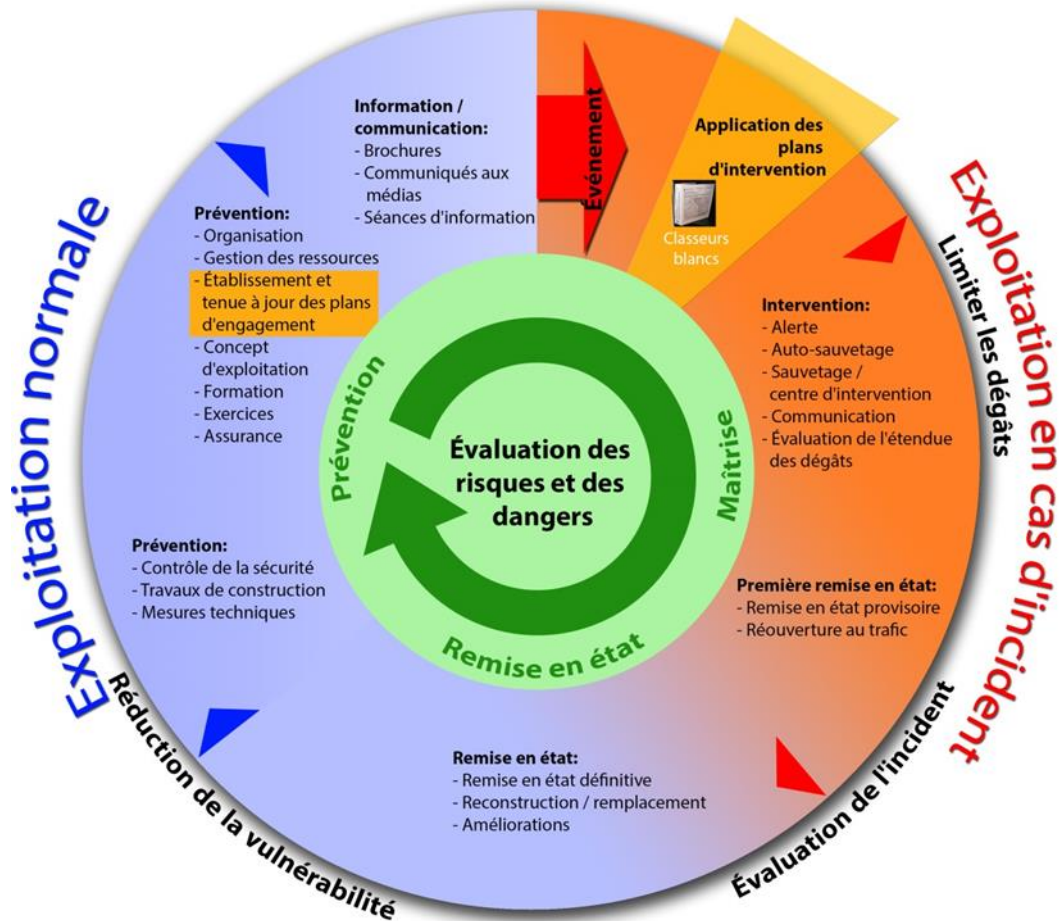 Information /
communication:
- Brochures
- Communiqués aux
médias
- Séances d'information
Événement
Application des
plans
d'intervention
Classeurs
blancs
Prévention:
- Organisation
- Gestion des ressources
- Établissement et
tenue à jour des plans
d'engagement
- Concept
d'exploitation
- Formation
- Exercices
- Assurance
Intervention:
- Alerte
- Auto-sauvetage
- Sauvetage /
centre d'intervention
- Communication
- Évaluation de l'étendue
des dégâts
Exploitation normale
Exploitation en cas d'incident
Limiter les dégâts
Prévention
Maîtrise
Remise en état
Évaluation des
risques et des
dangers
Prévention:
- Contrôle de la sécurité
- Travaux de construction
- Mesures techniques
Première remise en état:
- Remise en état provisoire
- Réouverture au trafic
Remise en état:
- Remise en état définitive
- Reconstruction / remplacement
- Améliorations
Réduction de la vulnérabilité
Évaluation de l'incident